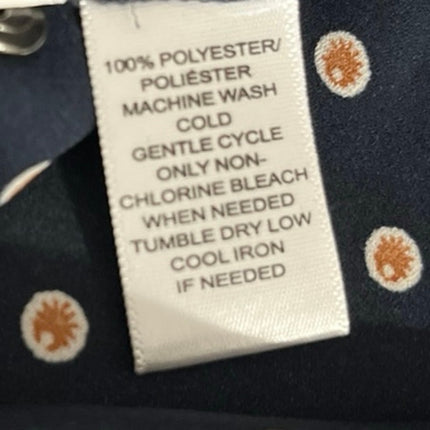 100% POLYESTER/
POLIÉSTER
MACHINE WASH
COLD
GENTLE CYCLE
ONLY NON-
CHLORINE BLEACH
WHEN NEEDED
TUMBLE DRY LOW
COOL IRON
IF NEEDED